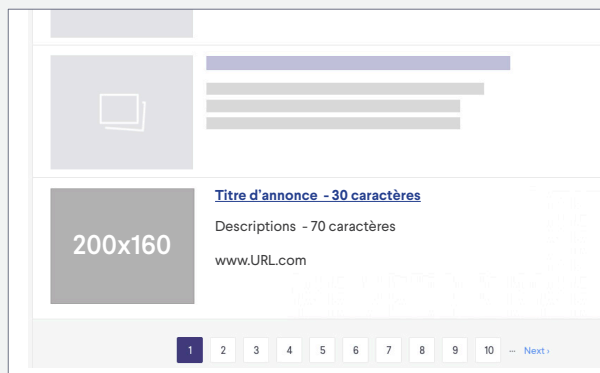 Titre d'annonce - 30 caractères
Descriptions - 70 caractères
200x160
www.URL.com
1 2 3 4 5 6 7 8 9 10 ... Next ›